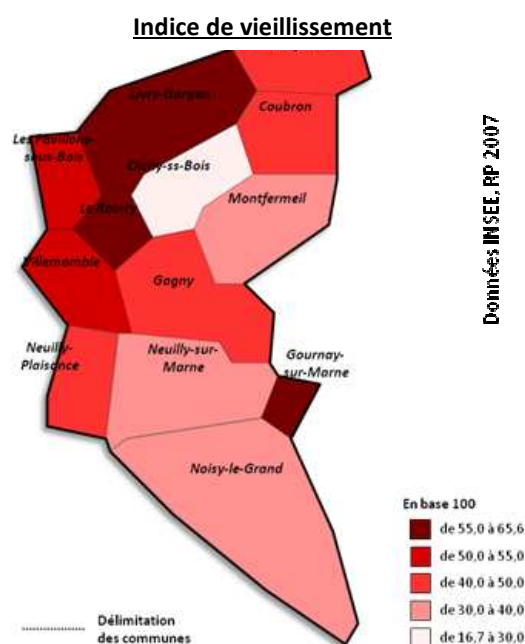 Indice de vieillissement
Livry-Gargan
Coubron
Les Pavillons-
sous-Bois
Clichy-ss-Bois
Le Raincy
Montfermeil
Villemomble
Gagny
Neuilly-
Plaisance
Neuilly-sur-
Marne
Gournay-
sur-Marne
Noisy-le-Grand
Données INSEE, RP 2007
En base 100
de 55,0 à 65,6
de 50,0 à 55,0
de 40,0 à 50,0
de 30,0 à 40,0
de 16,7 à 30,0
Délimitation
des communes